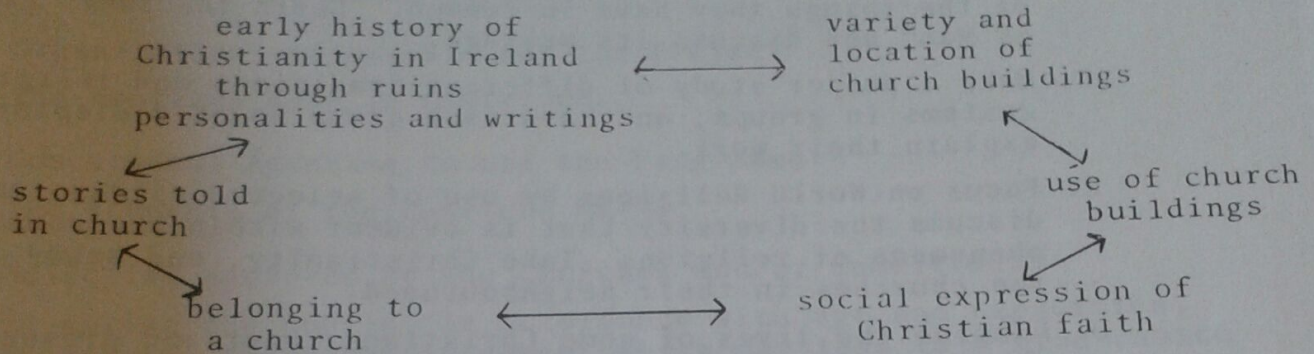 early history of
Christianity in Ireland
through ruins
personalities and writings
variety and
location of
church buildings
stories told
in church
use of church
buildings
belonging to
a church
social expression of
Christian faith